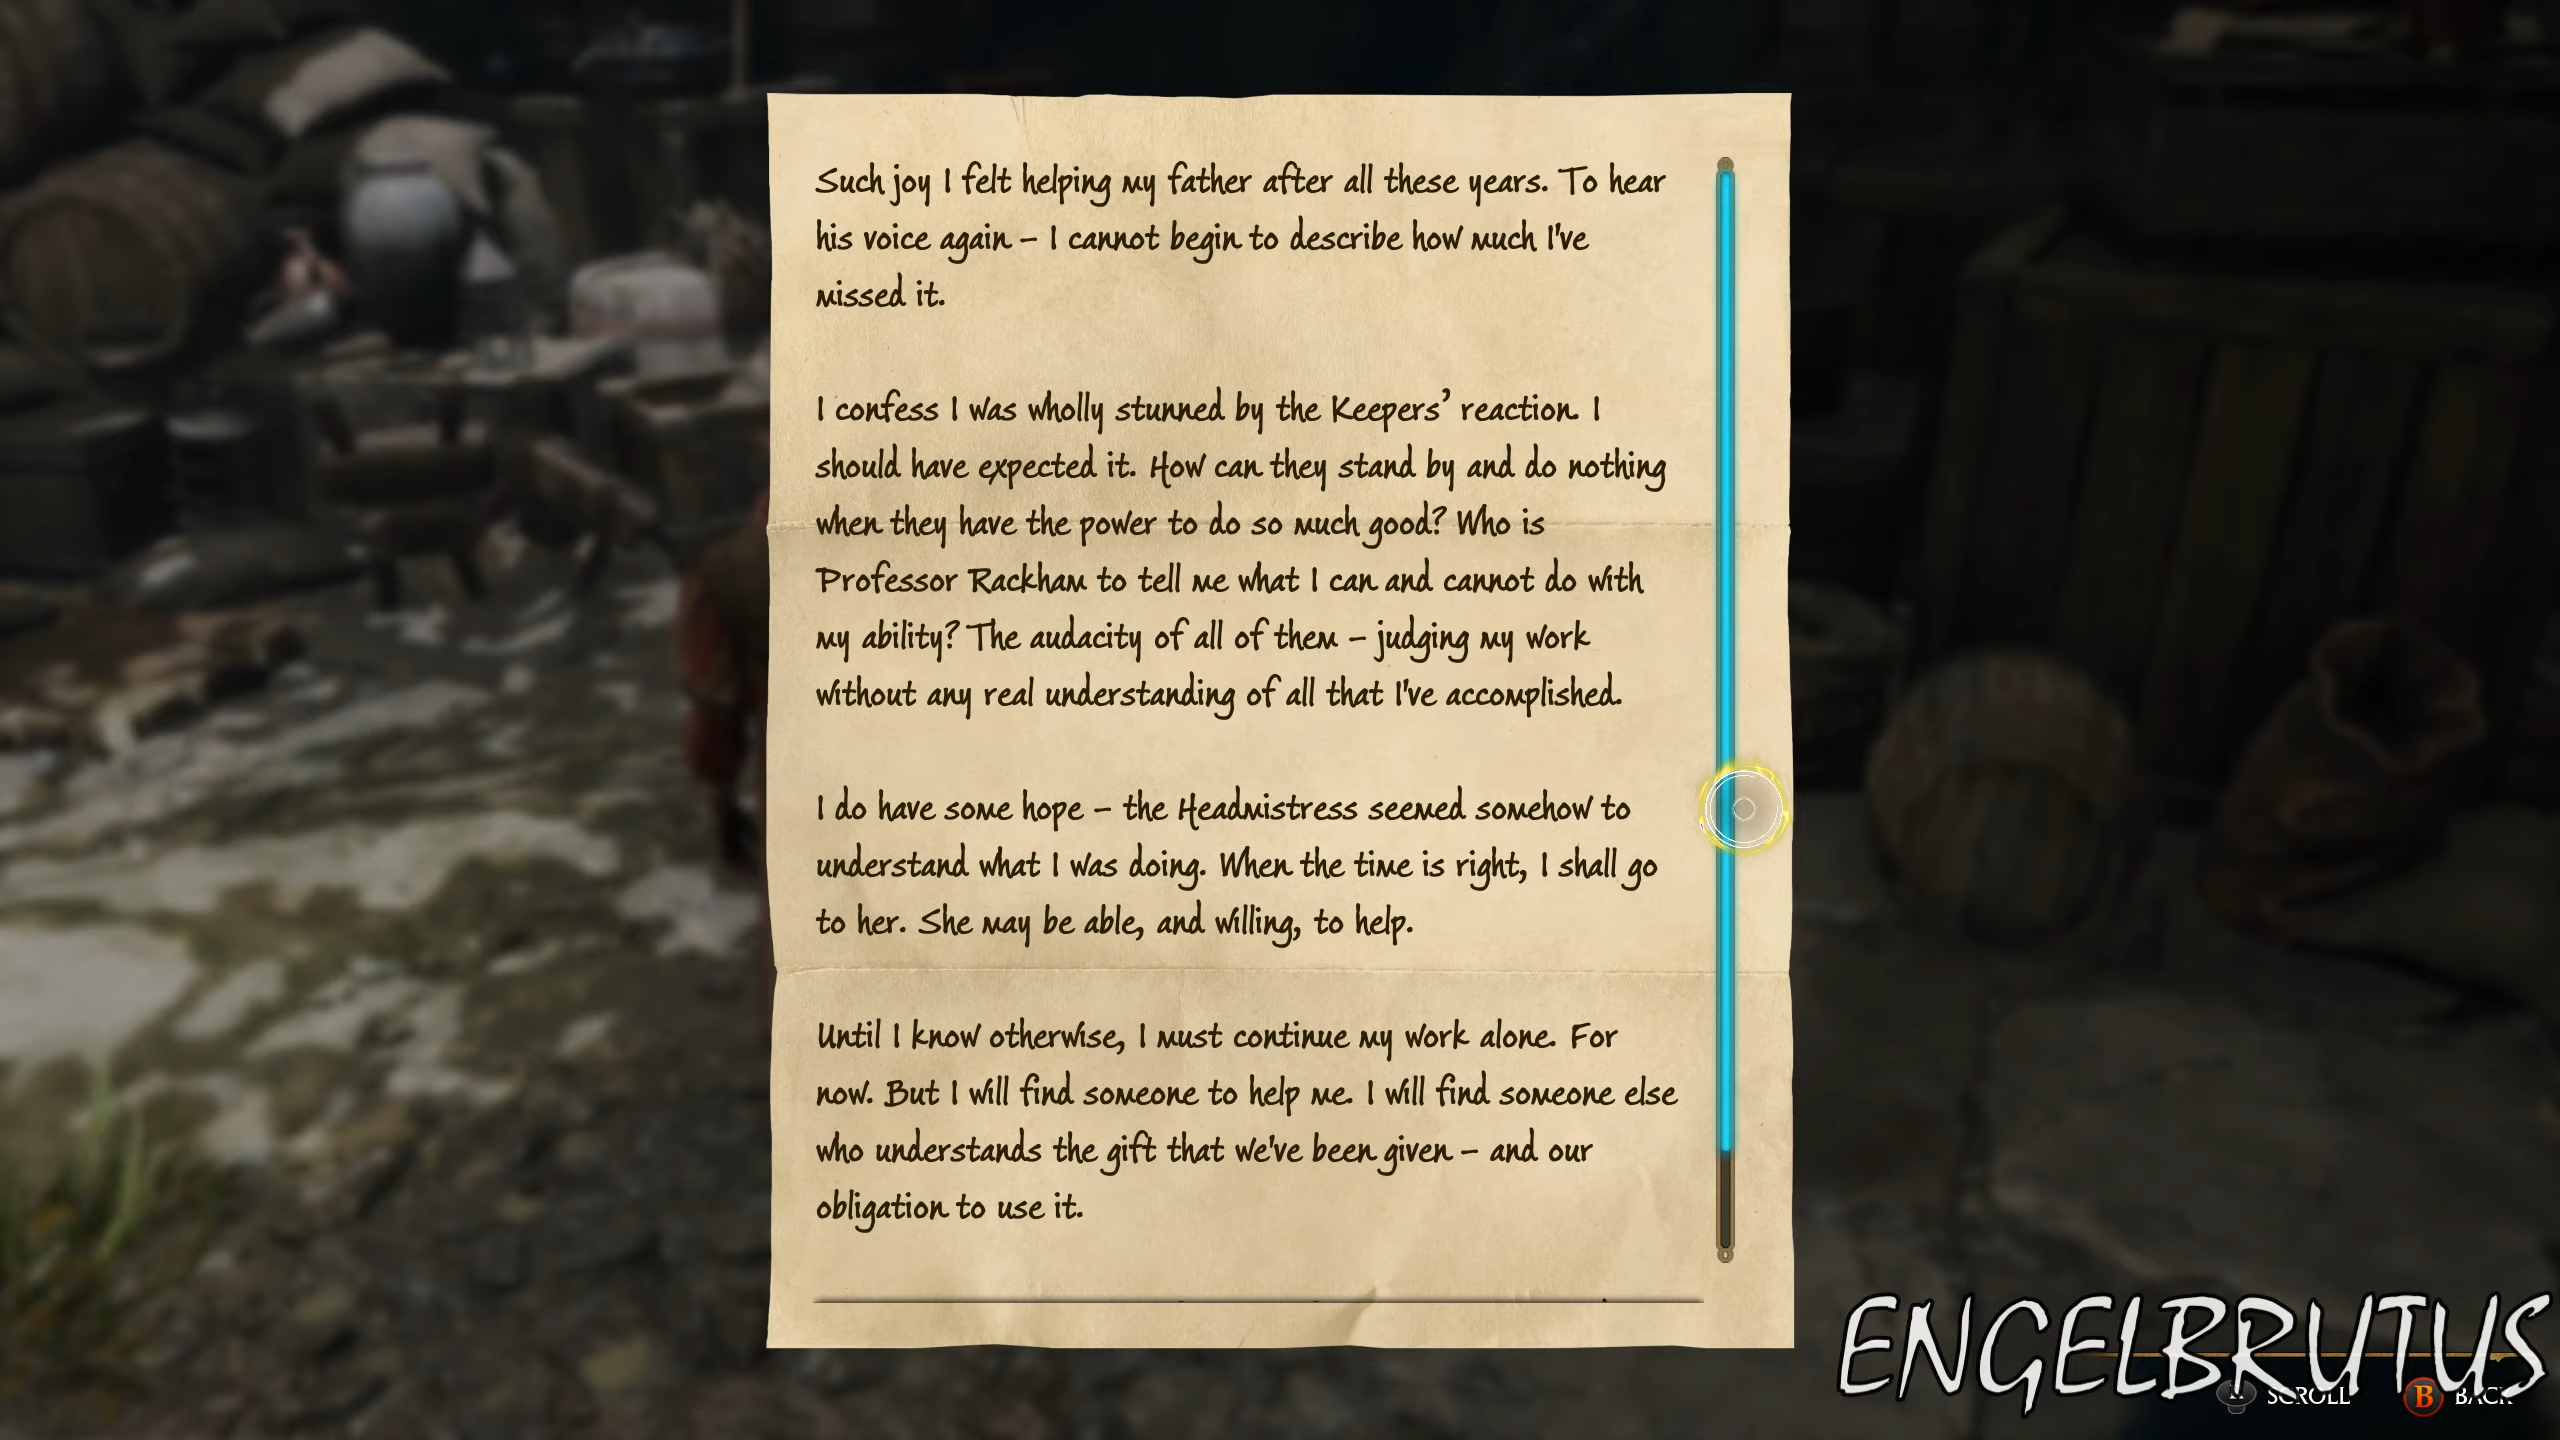 Such joy I felt helping my father after all these years. To hear
his voice again – I cannot begin to describe how much I've
missed it.
I confess I was wholly stunned by the Keepers’ reaction. I
should have expected it. How can they stand by and do nothing
when they have the power to do so much good? Who is
Professor Rackham to tell me what I can and cannot do with
my ability? The audacity of all of them – judging my work
without any real understanding of all that I've accomplished.
I do have some hope – the Headmistress seemed somehow to
understand what I was doing. When the time is right, I shall go
to her. She may be able, and willing, to help.
Until I know otherwise, I must continue my work alone. For
now. But I will find someone to help me. I will find someone else
who understands the gift that we've been given – and our
obligation to use it.
ENGELBRUTUS
SCROLL B BACK